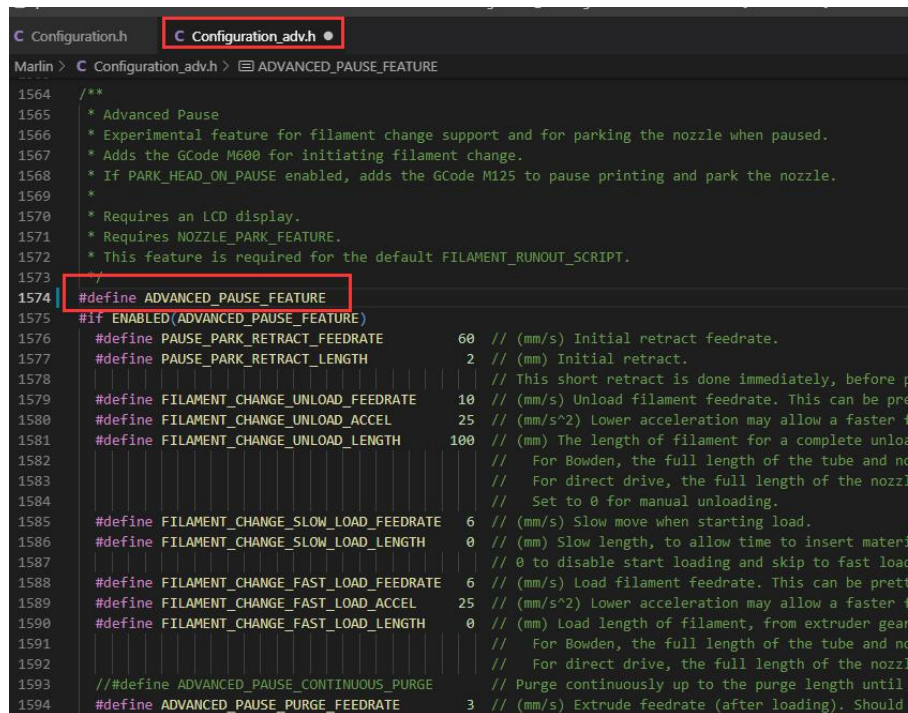 Configuration.h C Configuration_adv.h ●
Marlin > C Configuration_adv.h > ADVANCED_PAUSE_FEATURE
1564 /**
1565 * Advanced Pause
1566 * Experimental feature for filament change support and for parking the nozzle when paused.
1567 * Adds the GCode M600 for initiating filament change.
1568 * If PARK_HEAD_ON_PAUSE enabled, adds the GCode M125 to pause printing and park the nozzle.
1569 *
1570 * Requires an LCD display.
1571 * Requires NOZZLE_PARK_FEATURE.
1572 * This feature is required for the default FILAMENT_RUNOUT_SCRIPT.
1573 */
1574 #define ADVANCED_PAUSE_FEATURE
1575 #if ENABLED(ADVANCED_PAUSE_FEATURE)
1576 #define PAUSE_PARK_RETRACT_FEEDRATE 60 // (mm/s) Initial retract feedrate.
1577 #define PAUSE_PARK_RETRACT_LENGTH 2 // (mm) Initial retract.
1578 // This short retract is done immediately, before p
1579 #define FILAMENT_CHANGE_UNLOAD_FEEDRATE 10 // (mm/s) Unload filament feedrate. This can be pre
1580 #define FILAMENT_CHANGE_UNLOAD_ACCEL 25 // (mm/s^2) Lower acceleration may allow a faster f
1581 #define FILAMENT_CHANGE_UNLOAD_LENGTH 100 // (mm) The length of filament for a complete unloa
1582 // For Bowden, the full length of the tube and no
1583 // For direct drive, the full length of the nozzl
1584 // Set to 0 for manual unloading.
1585 #define FILAMENT_CHANGE_SLOW_LOAD_FEEDRATE 6 // (mm/s) Slow move when starting load.
1586 #define FILAMENT_CHANGE_SLOW_LOAD_LENGTH 0 // (mm) Slow length, to allow time to insert materi
1587 // 0 to disable start loading and skip to fast load
1588 #define FILAMENT_CHANGE_FAST_LOAD_FEEDRATE 6 // (mm/s) Load filament feedrate. This can be prett
1589 #define FILAMENT_CHANGE_FAST_LOAD_ACCEL 25 // (mm/s^2) Lower acceleration may allow a faster f
1590 #define FILAMENT_CHANGE_FAST_LOAD_LENGTH 0 // (mm) Load length of filament, from extruder gear
1591 // For Bowden, the full length of the tube and no
1592 // For direct drive, the full length of the nozzl
1593 //#define ADVANCED_PAUSE_CONTINUOUS_PURGE // Purge continuously up to the purge length until
1594 #define ADVANCED_PAUSE_PURGE_FEEDRATE 3 // (mm/s) Extrude feedrate (after loading). Should